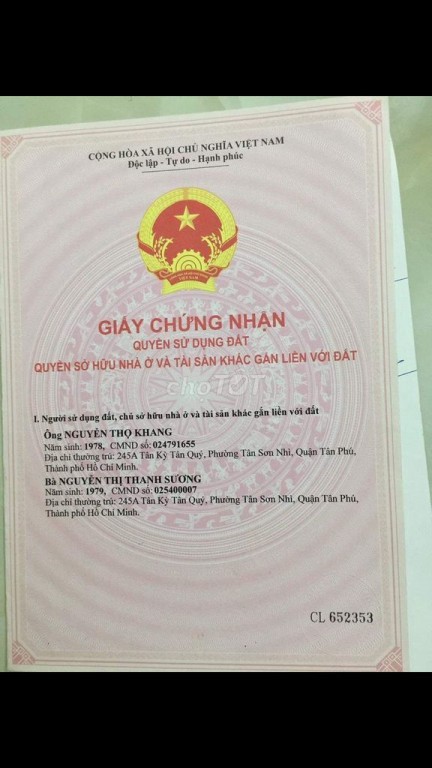 CỘNG HÒA XÃ HỘI CHỦ NGHĨA VIỆT NAM
Độc lập - Tự do - Hạnh phúc
VIỆT NAM
GIẤY CHỨNG NHẬN
QUYỀN SỬ DỤNG ĐẤT
QUYỀN SỞ HỮU NHÀ Ở VÀ TÀI SẢN KHÁC GẮN LIỀN VỚI ĐẤT
chợTỐT
I. Người sử dụng đất, chủ sở hữu nhà ở và tài sản khác gắn liền với đất
Ông NGUYỄN THỌ KHANG
Năm sinh: 1978, CMND số: 024791655
Địa chỉ thường trú: 245A Tân Kỳ Tân Quý, Phường Tân Sơn Nhì, Quận Tân Phú,
Thành phố Hồ Chí Minh.
Bà NGUYỄN THỊ THANH SƯƠNG
Năm sinh: 1979, CMND số: 025400007
Địa chỉ thường trú: 245A Tân Kỳ Tân Quý, Phường Tân Sơn Nhì, Quận Tân Phú,
Thành phố Hồ Chí Minh.
CL 652353